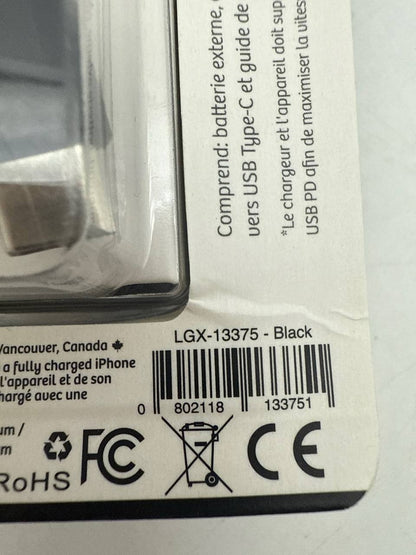 Comprend: batterie externe,
vers USB Type-C et guide de
*Le chargeur et l'appareil doit sup
USB PD afin de maximiser la vites
LGX-13375 - Black
0 802118 133751
Vancouver, Canada
a fully charged iPhone
l'appareil et de son
hargé avec une
um /
m
RoHS
FC
CE